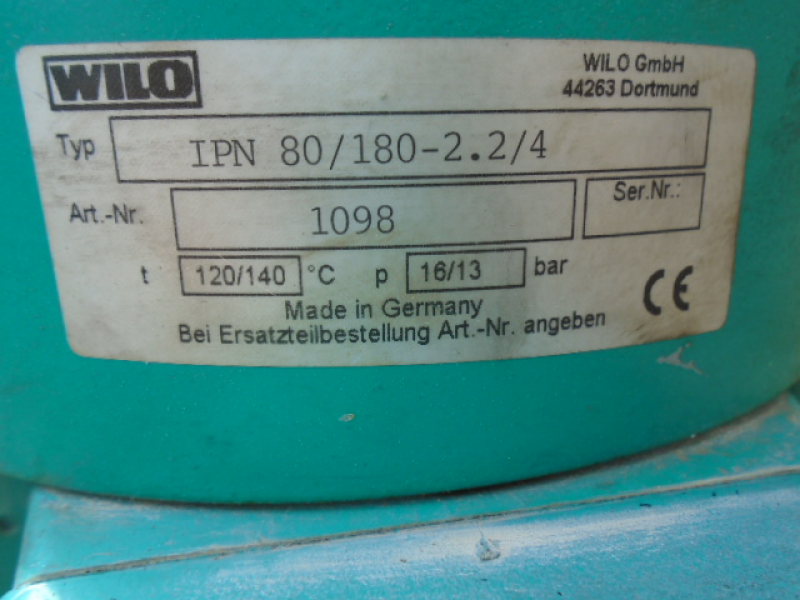 WILO
WILO GmbH
44263 Dortmund
Typ IPN 80/180-2.2/4
Art.-Nr. 1098 Ser.Nr.:
t 120/140 °C p 16/13 bar
Made in Germany CE
Bei Ersatzteilbestellung Art.-Nr. angeben